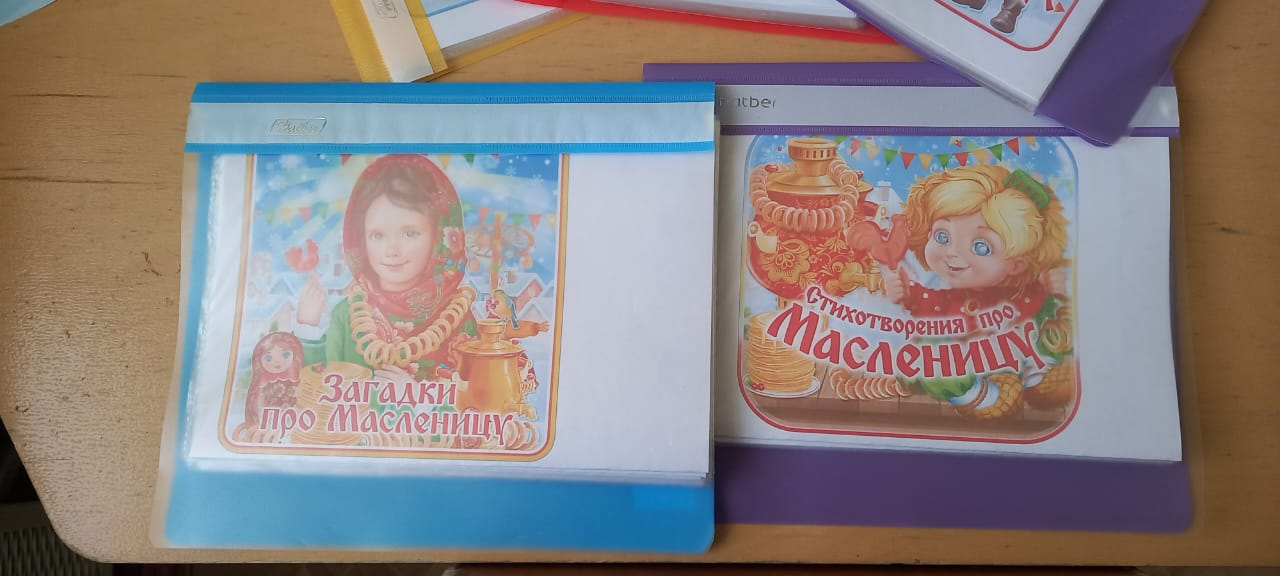 Загадки
про Масленицу
Стихотворения про
Масленицу